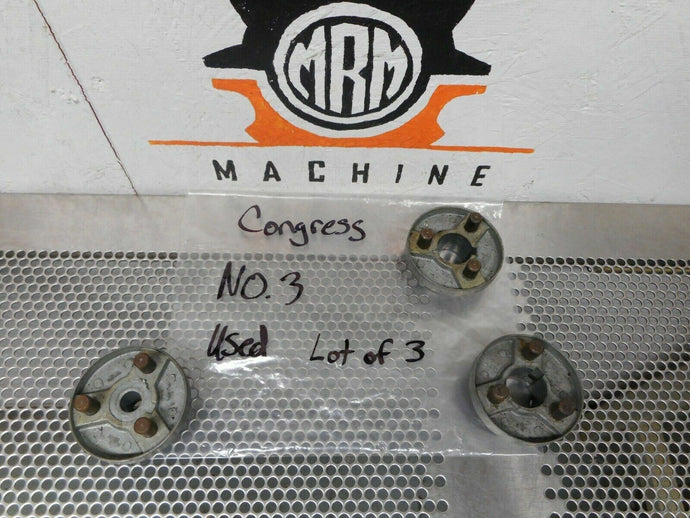 MRM
MACHINE
Congress
NO. 3
Used Lot of 3